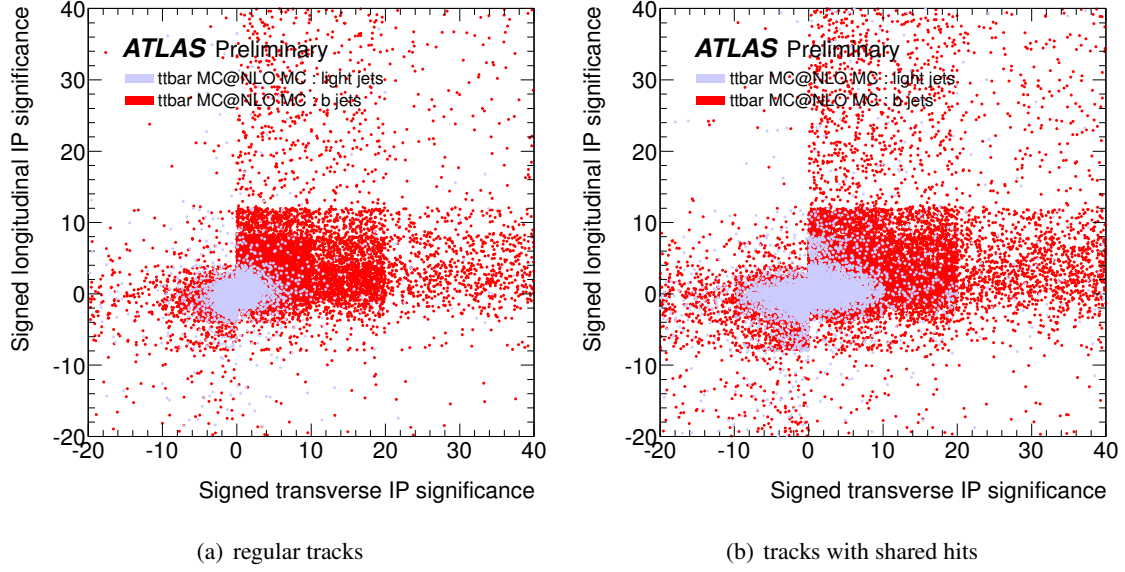 Signed longitudinal IP significance
40
30
20
10
0
-10
-20
ATLAS Preliminary
ttbar MC@NLO MC : light jets
ttbar MC@NLO MC : b jets
-20 -10 0 10 20 30 40
Signed transverse IP significance
(a) regular tracks
Signed longitudinal IP significance
40
30
20
10
0
-10
-20
ATLAS Preliminary
ttbar MC@NLO MC : light jets
ttbar MC@NLO MC : b jets
-20 -10 0 10 20 30 40
Signed transverse IP significance
(b) tracks with shared hits